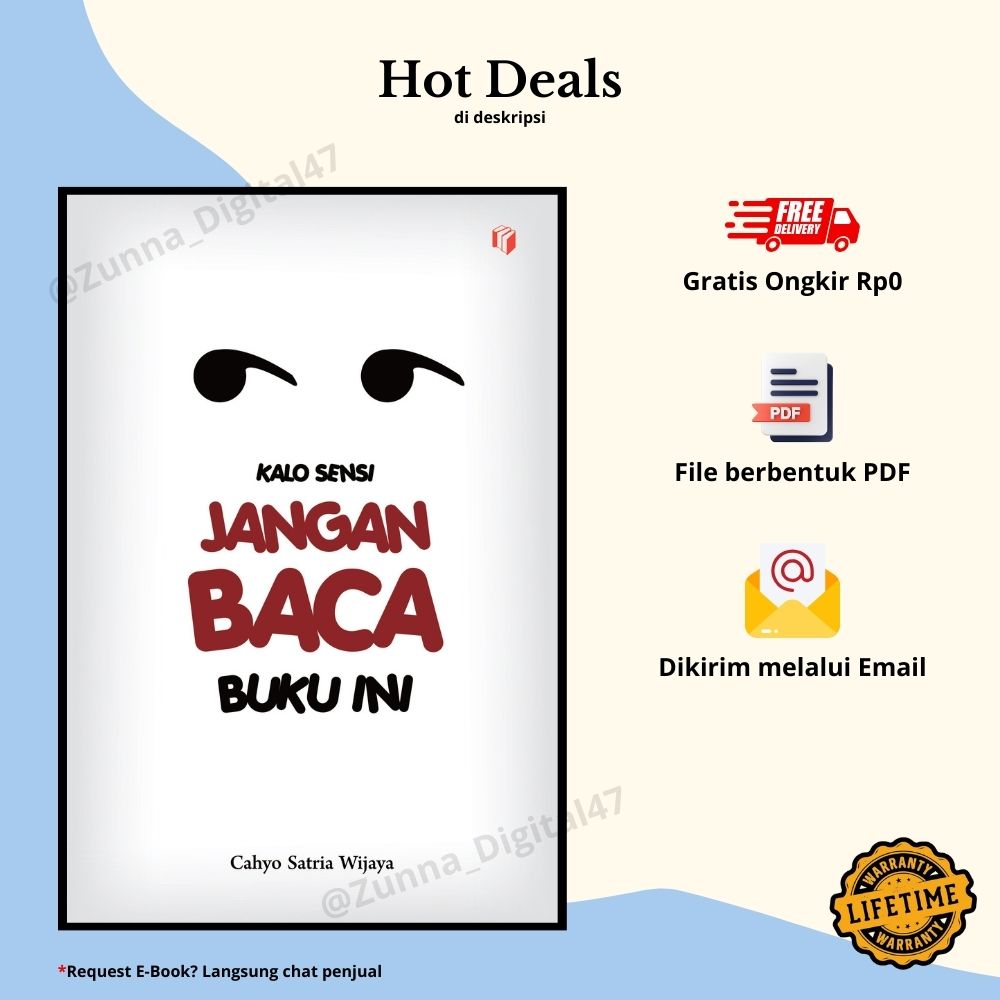 Hot Deals
di deskripsi
@Zunna_Digital47
KALO SENSI
JANGAN
BACA
BUKU INI
Cahyo Satria Wijaya
@Zunna_Digital47
FREE
DELIVERY
Gratis Ongkir Rp0
PDF
File berbentuk PDF
@
Dikirim melalui Email
WARRANTY
LIFETIME
WARRANTY
*Request E-Book? Langsung chat penjual